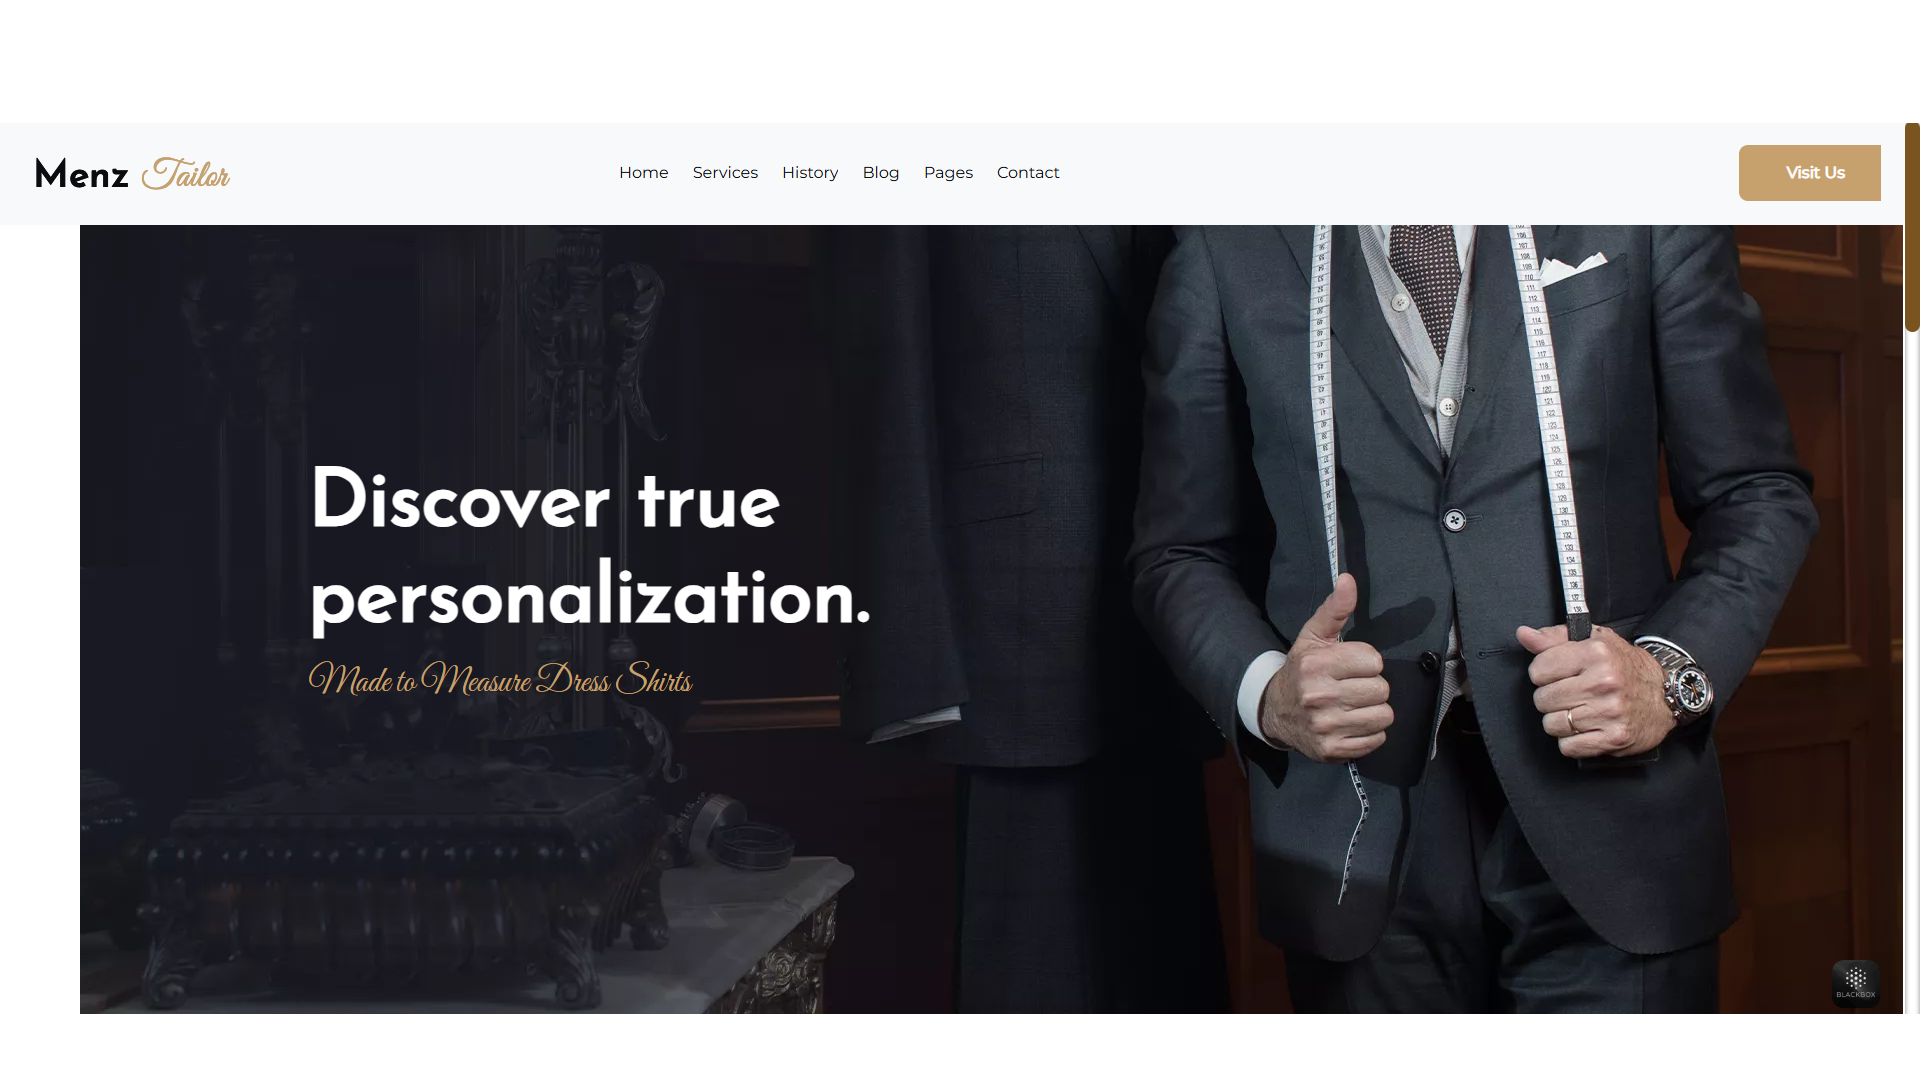 Menz Tailor
Home Services History Blog Pages Contact
Visit Us
Discover true
personalization.
Made to Measure Dress Shirts
BLACKBOX